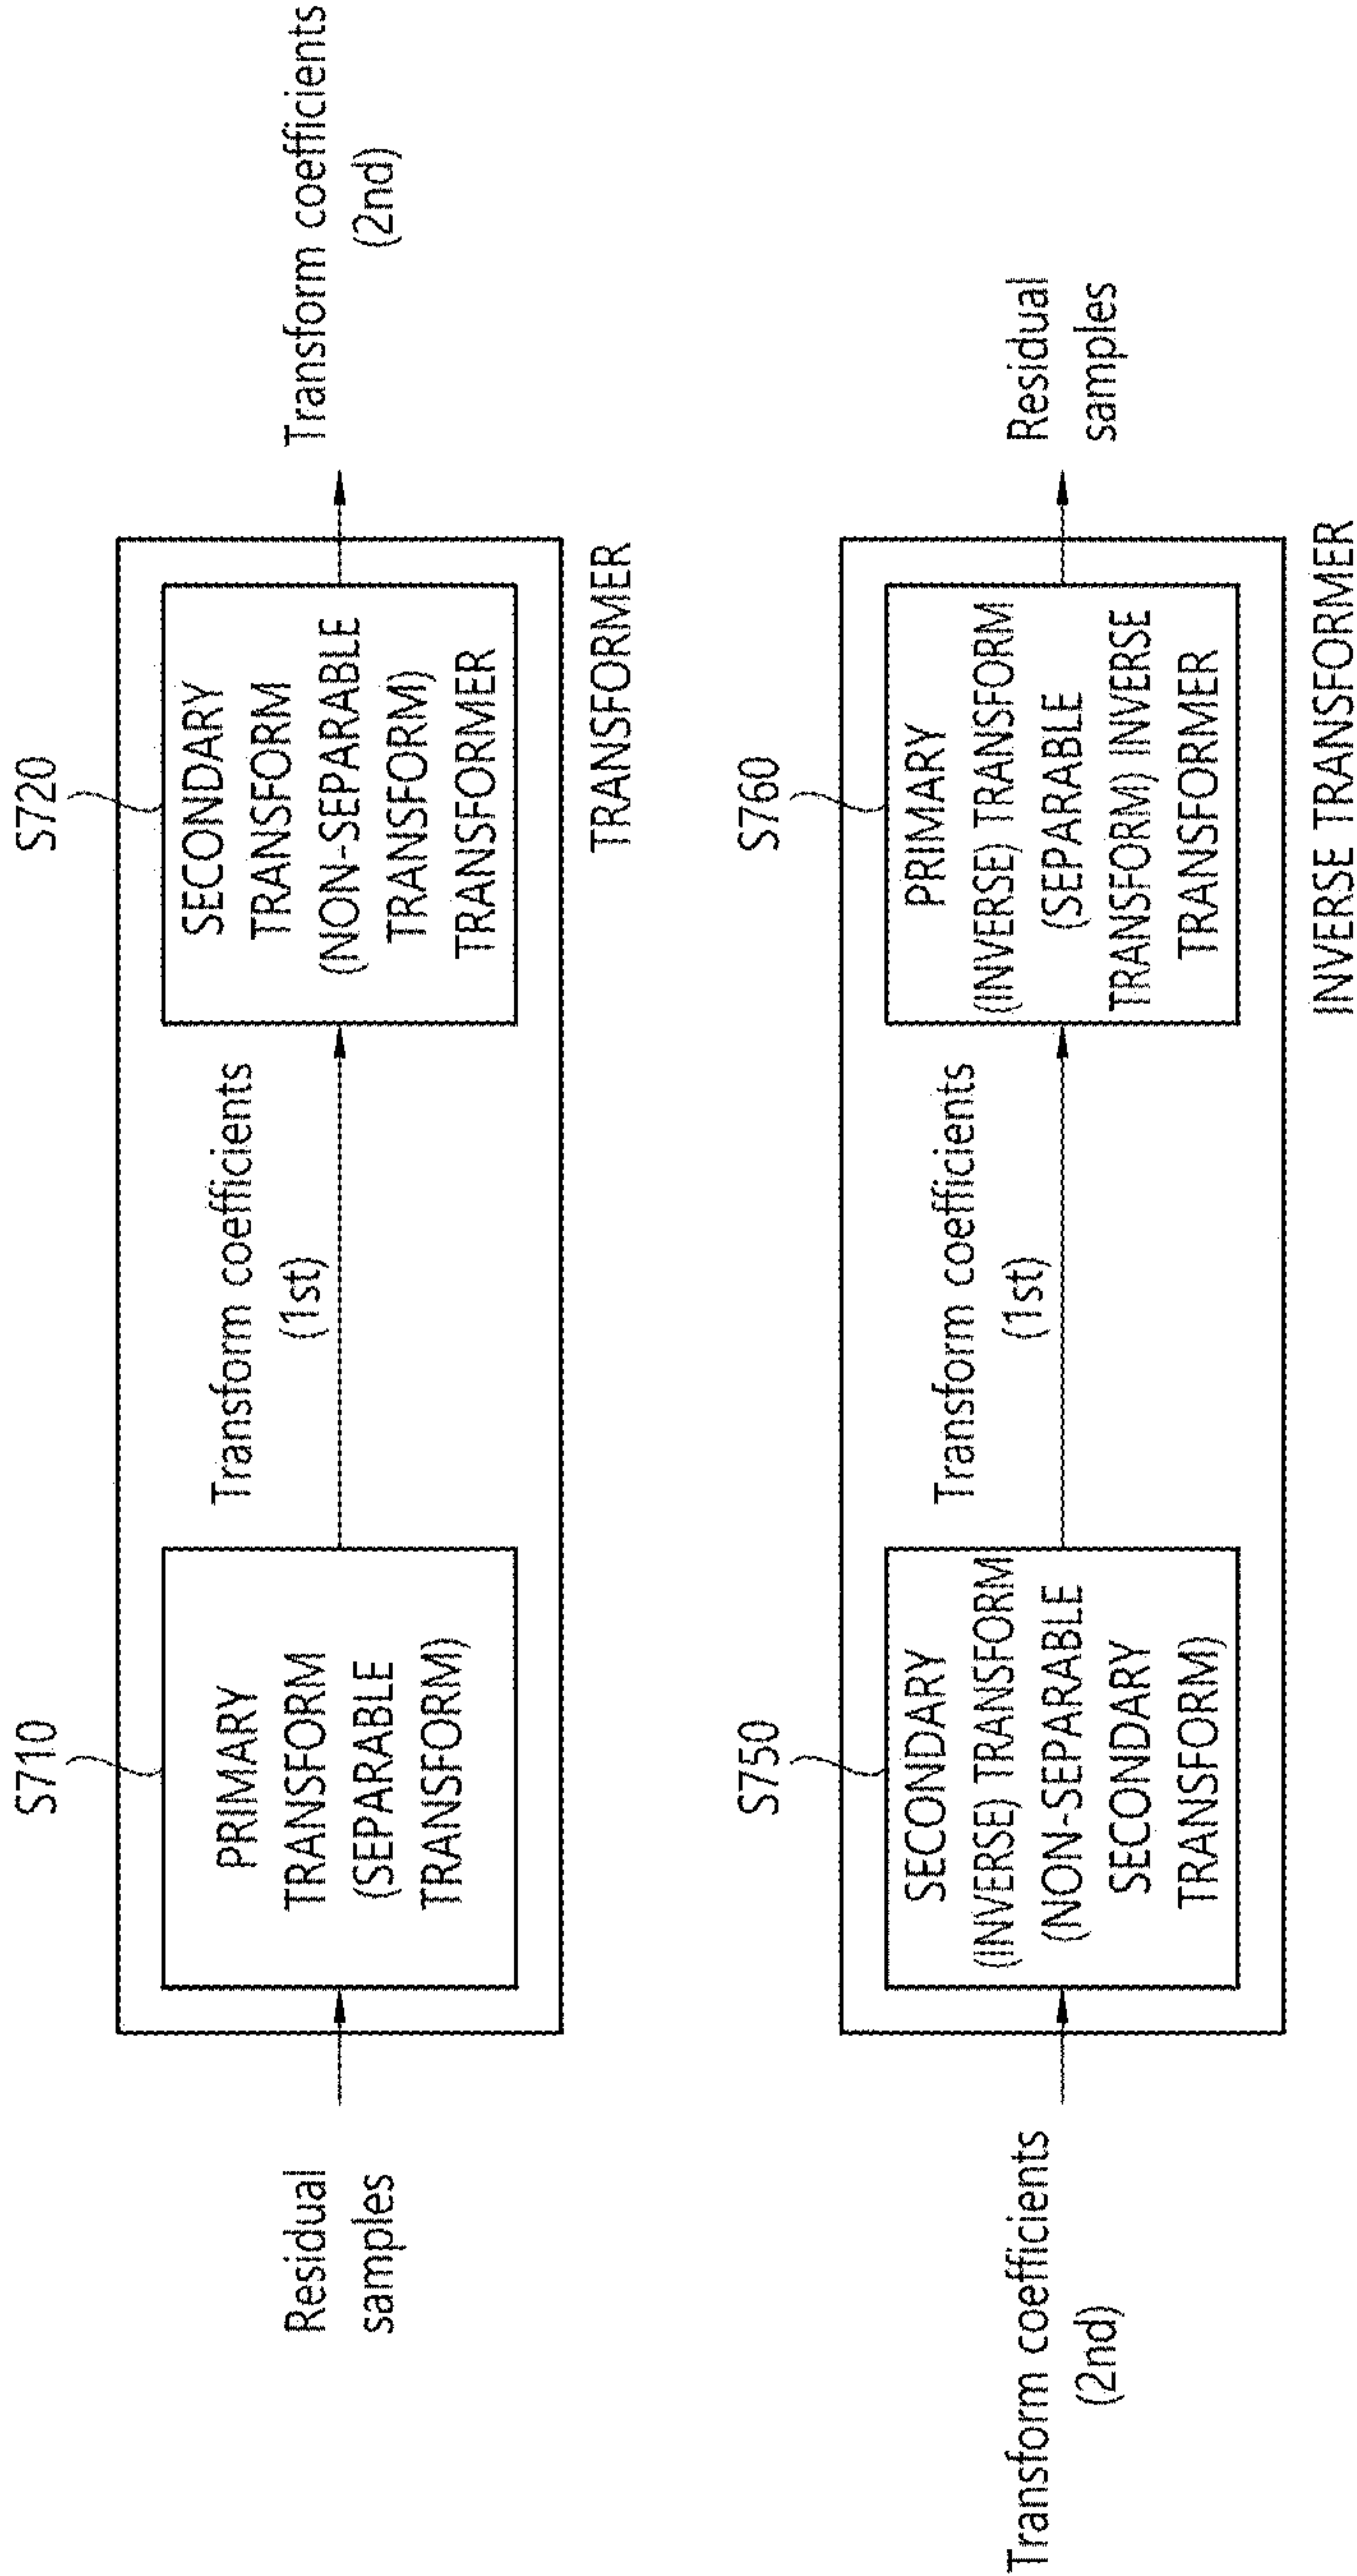 S710
S720
Residual
samples
PRIMARY
TRANSFORM
(SEPARABLE
TRANSFORM)
Transform coefficients
(1st)
SECONDARY
TRANSFORM
(NON-SEPARABLE
TRANSFORM)
TRANSFORMER
Transform coefficients
(2nd)
TRANSFORMER
S750
S760
Transform coefficients
(2nd)
SECONDARY
(INVERSE) TRANSFORM
(NON-SEPARABLE
SECONDARY
TRANSFORM)
Transform coefficients
(1st)
PRIMARY
(INVERSE) TRANSFORM
(SEPARABLE
TRANSFORM) INVERSE
TRANSFORMER
Residual
samples
INVERSE TRANSFORMER